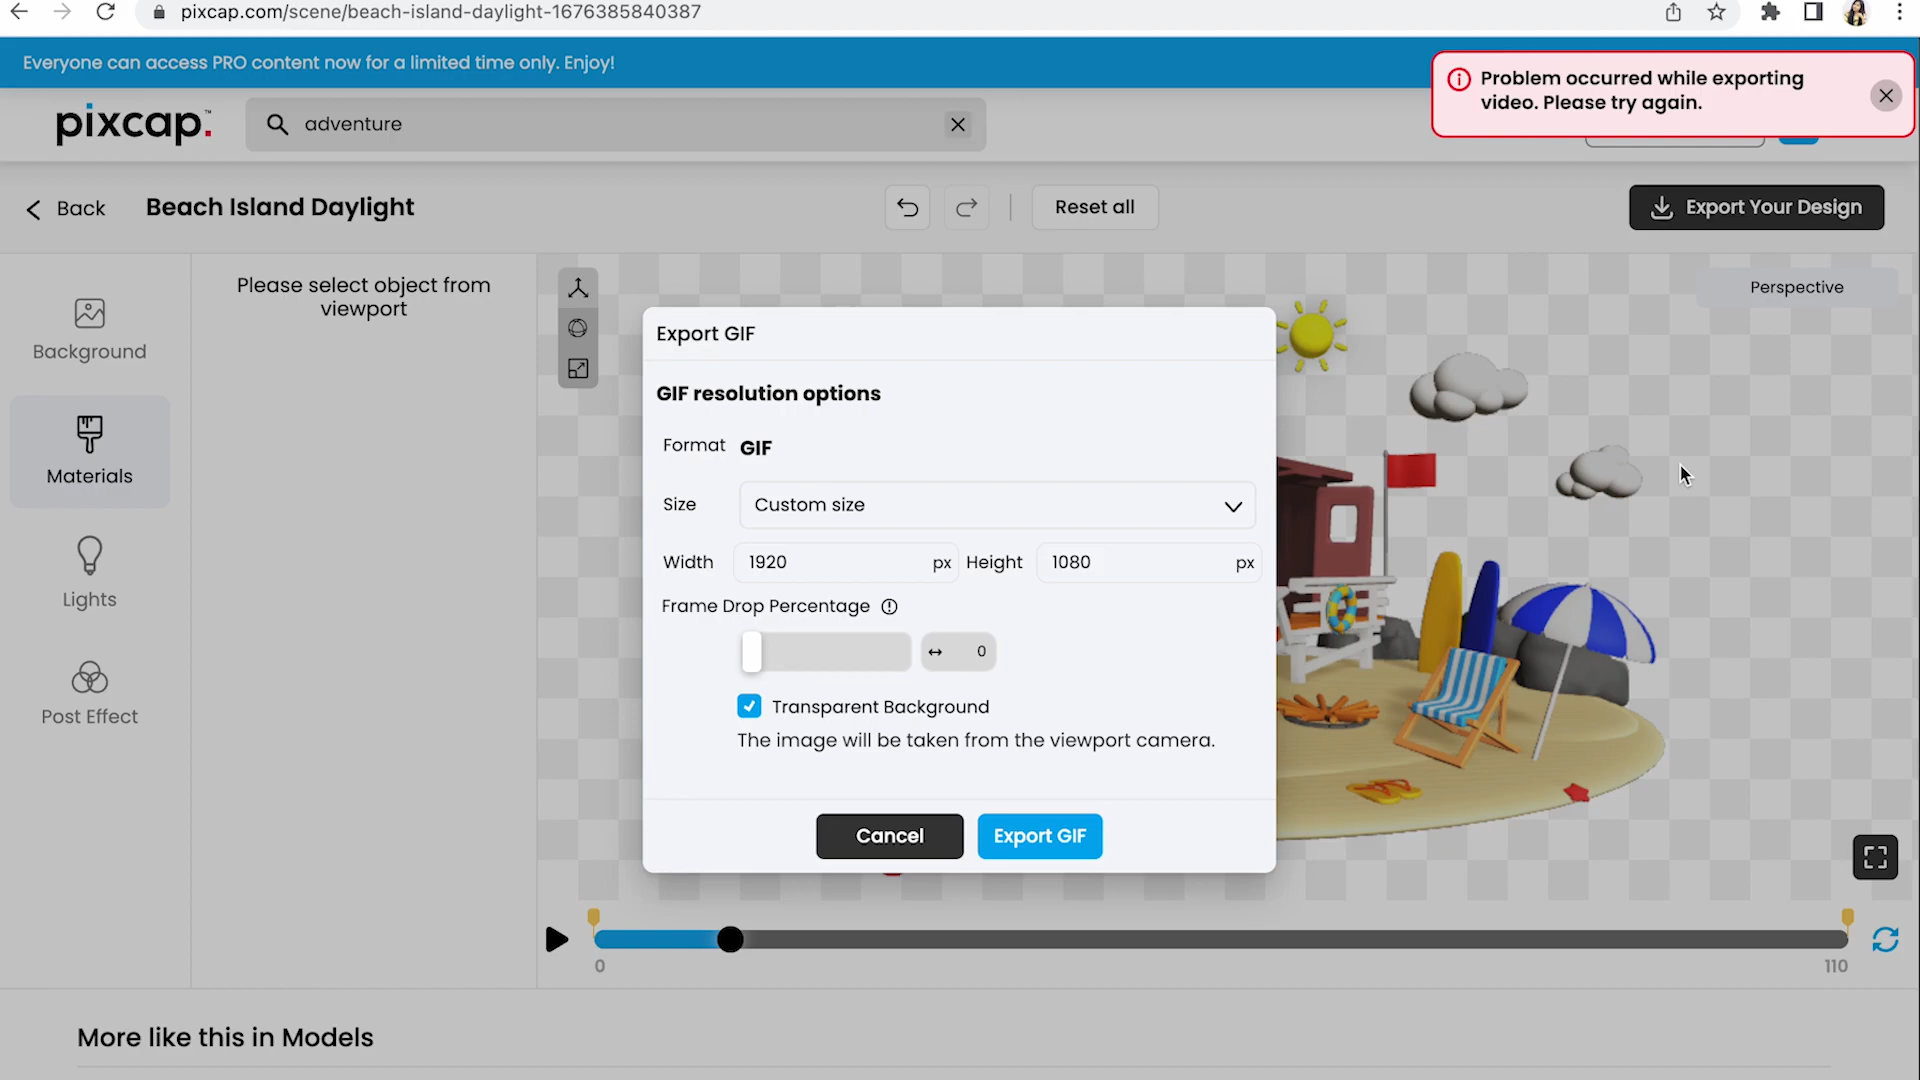 pixcap.com/scene/beach-island-daylight-1676385840387
Everyone can access PRO content now for a limited time only. Enjoy!
Problem occurred while exporting
video. Please try again.
pixcap.™
adventure
Back
Beach Island Daylight
Reset all
Export Your Design
Please select object from
viewport
Perspective
Background
Materials
Lights
Post Effect
Export GIF
GIF resolution options
Format GIF
Size Custom size
Width 1920 px Height 1080 px
Frame Drop Percentage
0
Transparent Background
The image will be taken from the viewport camera.
Cancel
Export GIF
0
110
More like this in Models